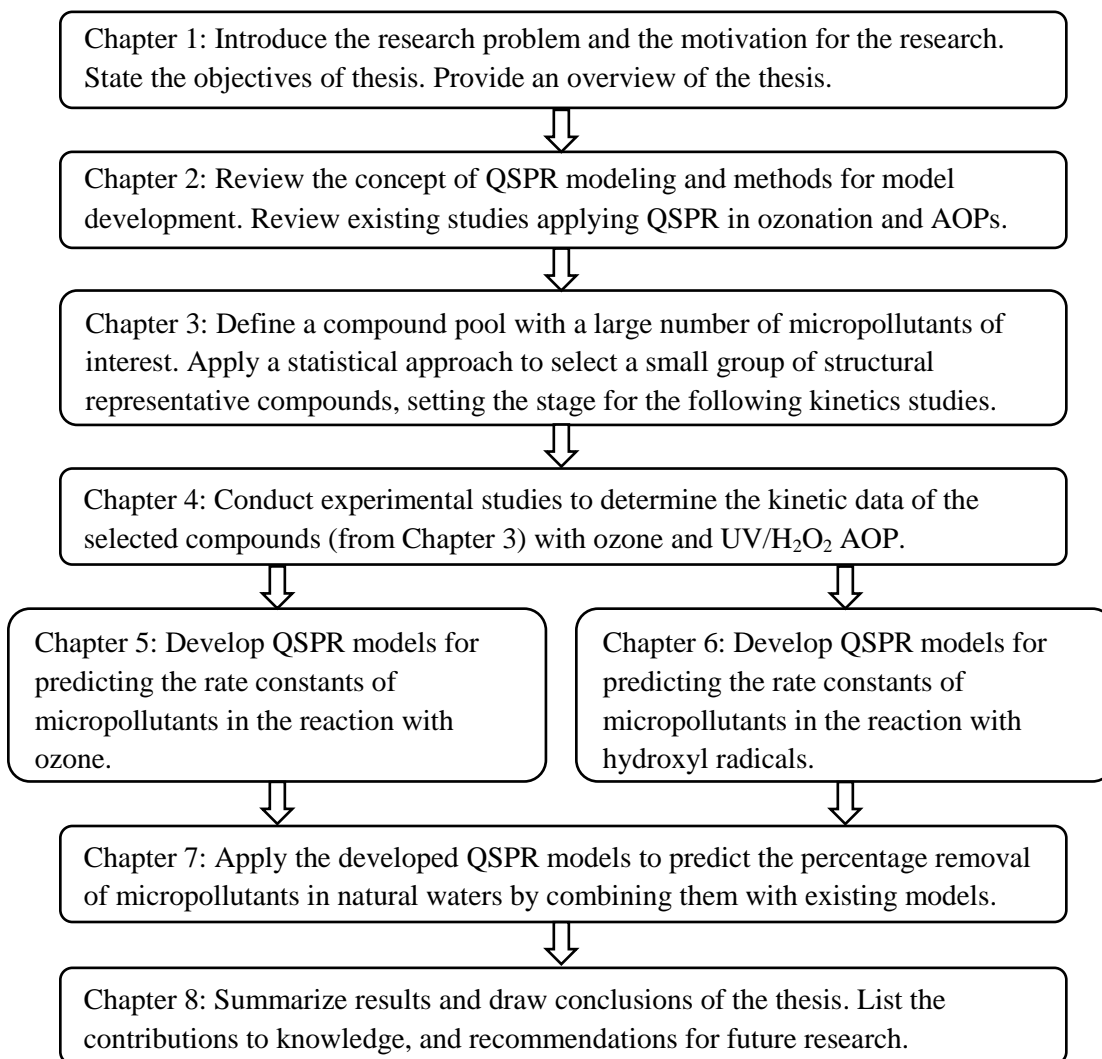 Chapter 1: Introduce the research problem and the motivation for the research.
State the objectives of thesis. Provide an overview of the thesis.
Chapter 2: Review the concept of QSPR modeling and methods for model
development. Review existing studies applying QSPR in ozonation and AOPs.
Chapter 3: Define a compound pool with a large number of micropollutants of
interest. Apply a statistical approach to select a small group of structural
representative compounds, setting the stage for the following kinetics studies.
Chapter 4: Conduct experimental studies to determine the kinetic data of the
selected compounds (from Chapter 3) with ozone and UV/H₂O₂ AOP.
Chapter 5: Develop QSPR models for
predicting the rate constants of
micropollutants in the reaction with
ozone.
Chapter 6: Develop QSPR models for
predicting the rate constants of
micropollutants in the reaction with
hydroxyl radicals.
Chapter 7: Apply the developed QSPR models to predict the percentage removal
of micropollutants in natural waters by combining them with existing models.
Chapter 8: Summarize results and draw conclusions of the thesis. List the
contributions to knowledge, and recommendations for future research.